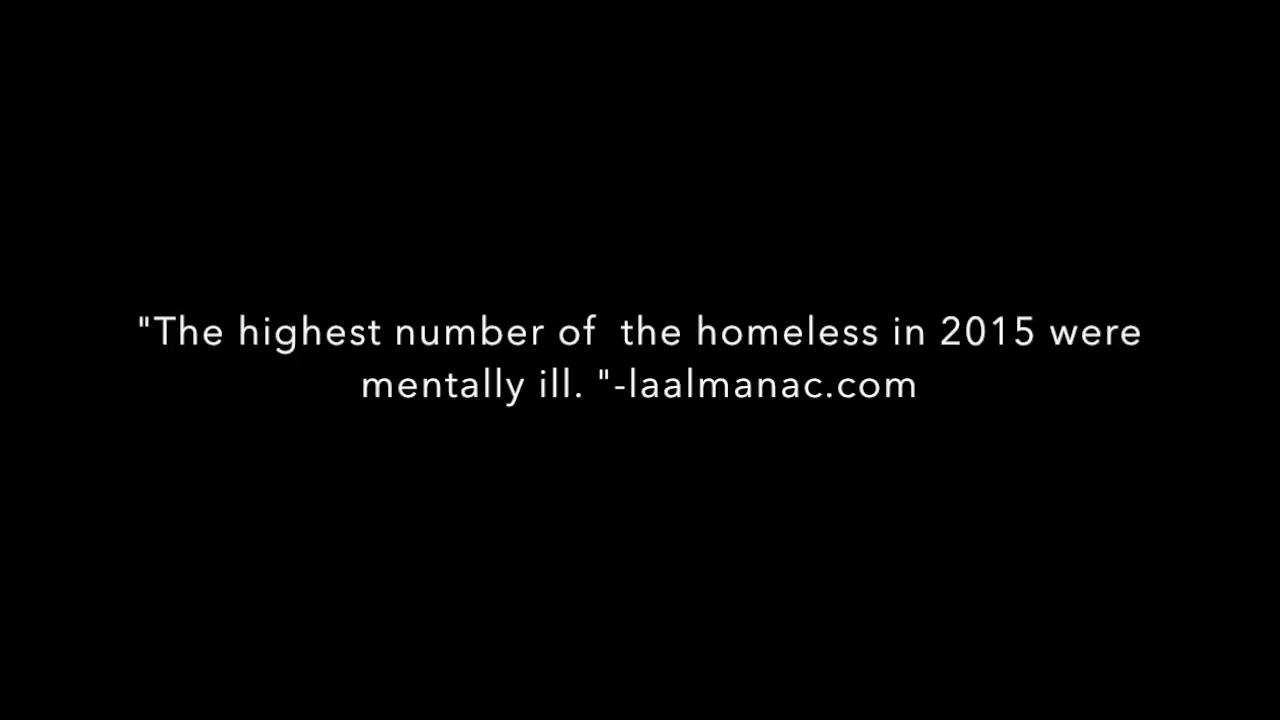 "The highest number of  the homeless in 2015 were
mentally ill. "-laalmanac.com